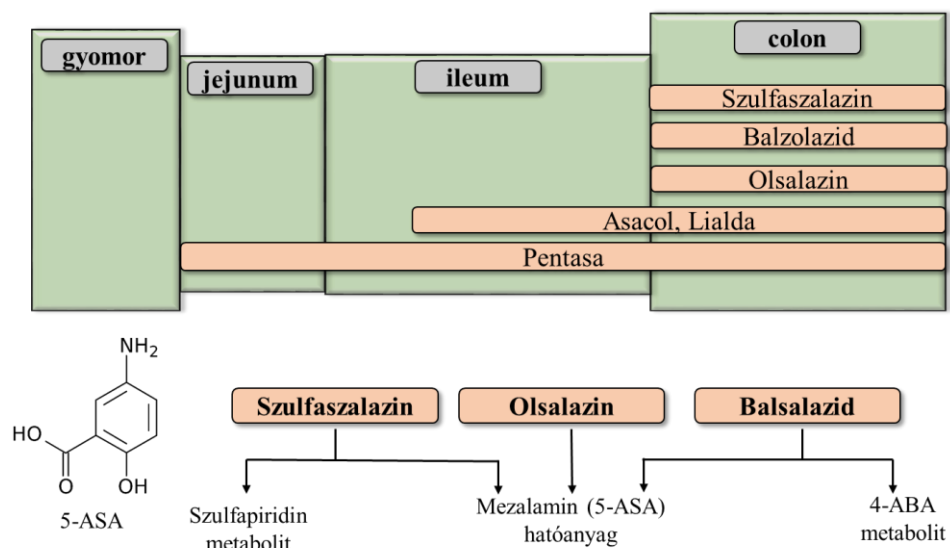 gyomor
jejunum
ileum
colon
Szulfaszalazin
Balzolazid
Olsalazin
Asacol, Lialda
Pentasa
NH2
HO
O
OH
5-ASA
Szulfaszalazin
Olsalazin
Balsalazid
Szulfapiridin
metabolit
Mezalamin (5-ASA)
hatóanyag
4-ABA
metabolit